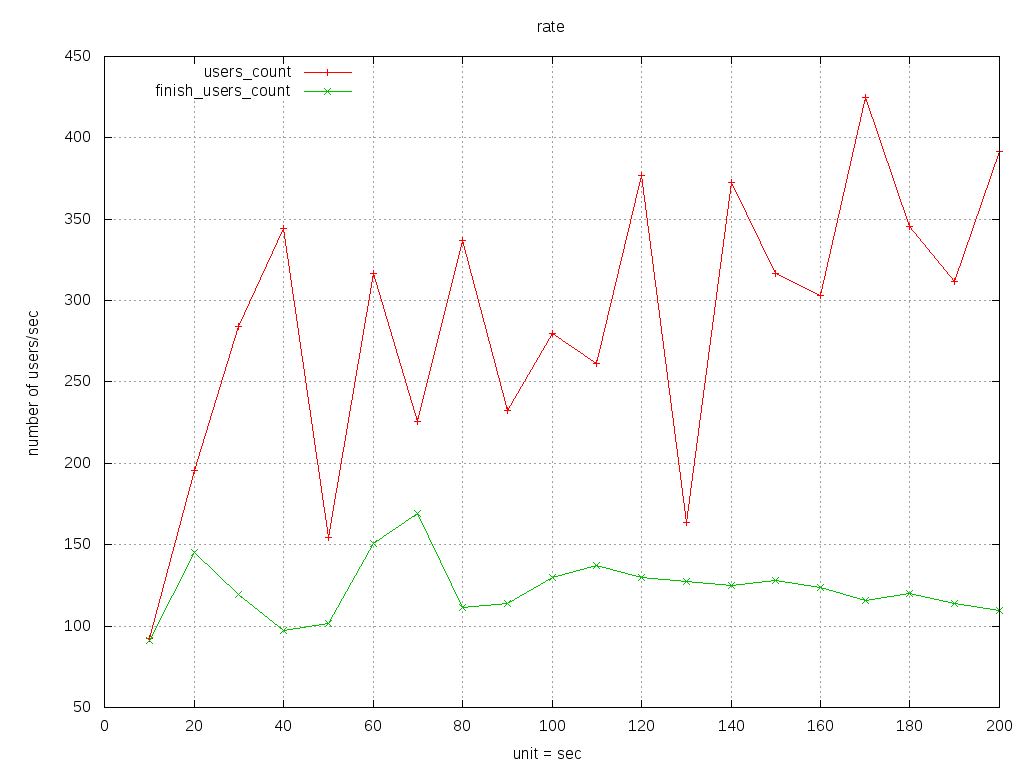 rate
450
users_count
finish_users_count
400
350
300
250
200
150
100
50
number of users/sec
0 20 40 60 80 100 120 140 160 180 200
unit = sec